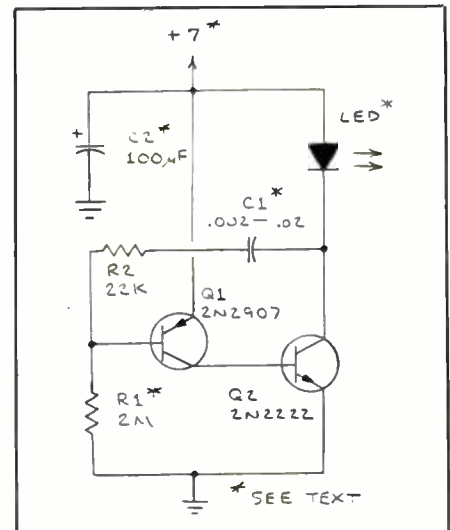 +7*
LED*
+
C2*
100µF
C1*
.002 - .02
R2
22K
Q1
2N2907
R1*
2M
Q2
2N2222
* SEE TEXT